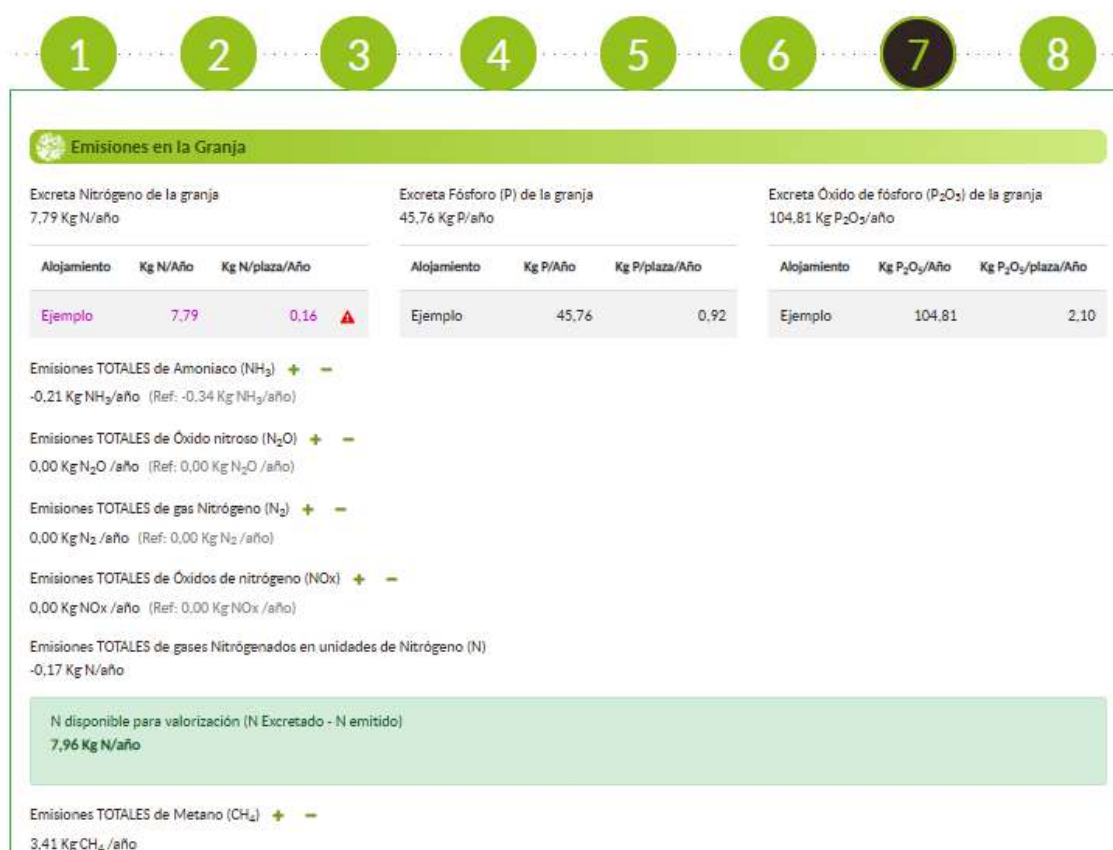 1 2 3 4 5 6 7 8
Emisiones en la Granja
Excreta Nitrógeno de la granja
7,79 Kg N/año
Excreta Fósforo (P) de la granja
45,76 Kg P/año
Excreta Óxido de fósforo (P₂O₅) de la granja
104,81 Kg P₂O₅/año
Alojamiento Kg N/Año Kg N/plaza/Año
Ejemplo 7,79 0,16
Alojamiento Kg P/Año Kg P/plaza/Año
Ejemplo 45,76 0,92
Alojamiento Kg P₂O₅/Año Kg P₂O₅/plaza/Año
Ejemplo 104,81 2,10
Emisiones TOTALES de Amoniaco (NH₃) + −
-0,21 Kg NH₃/año (Ref: -0,34 Kg NH₃/año)
Emisiones TOTALES de Óxido nitroso (N₂O) + −
0,00 Kg N₂O /año (Ref: 0,00 Kg N₂O /año)
Emisiones TOTALES de gas Nitrógeno (N₂) + −
0,00 Kg N₂ /año (Ref: 0,00 Kg N₂ /año)
Emisiones TOTALES de Óxidos de nitrógeno (NOx) + −
0,00 Kg NOx /año (Ref: 0,00 Kg NOx /año)
Emisiones TOTALES de gases Nitrógenados en unidades de Nitrógeno (N)
-0,17 Kg N/año
N disponible para valorización (N Excretado - N emitido)
7,96 Kg N/año
Emisiones TOTALES de Metano (CH₄) + −
3,41 Kg CH₄ /año